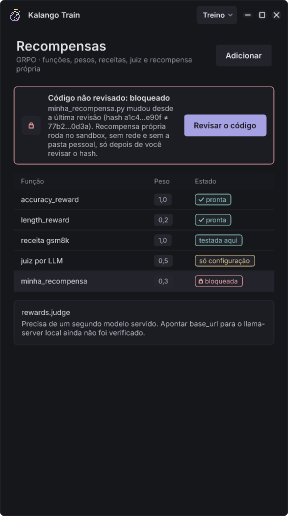 Kalango Train
Treino
Recompensas
GRPO · funções, pesos, receitas, juiz e recompensa
própria
Adicionar
Código não revisado: bloqueado
minha_recompensa.py mudou desde
a última revisão (hash a1c4…e90f ≠
77b2…0d3a). Recompensa própria
roda no sandbox, sem rede e sem a
pasta pessoal, só depois de você
revisar o hash.
Revisar o código
Função Peso Estado
accuracy_reward 1,0 pronta
length_reward 0,2 pronta
receita gsm8k 1,0 testada aqui
juiz por LLM 0,5 só configuração
minha_recompensa 0,3 bloqueada
rewards.judge
Precisa de um segundo modelo servido. Apontar base_url para o llama-
server local ainda não foi verificado.